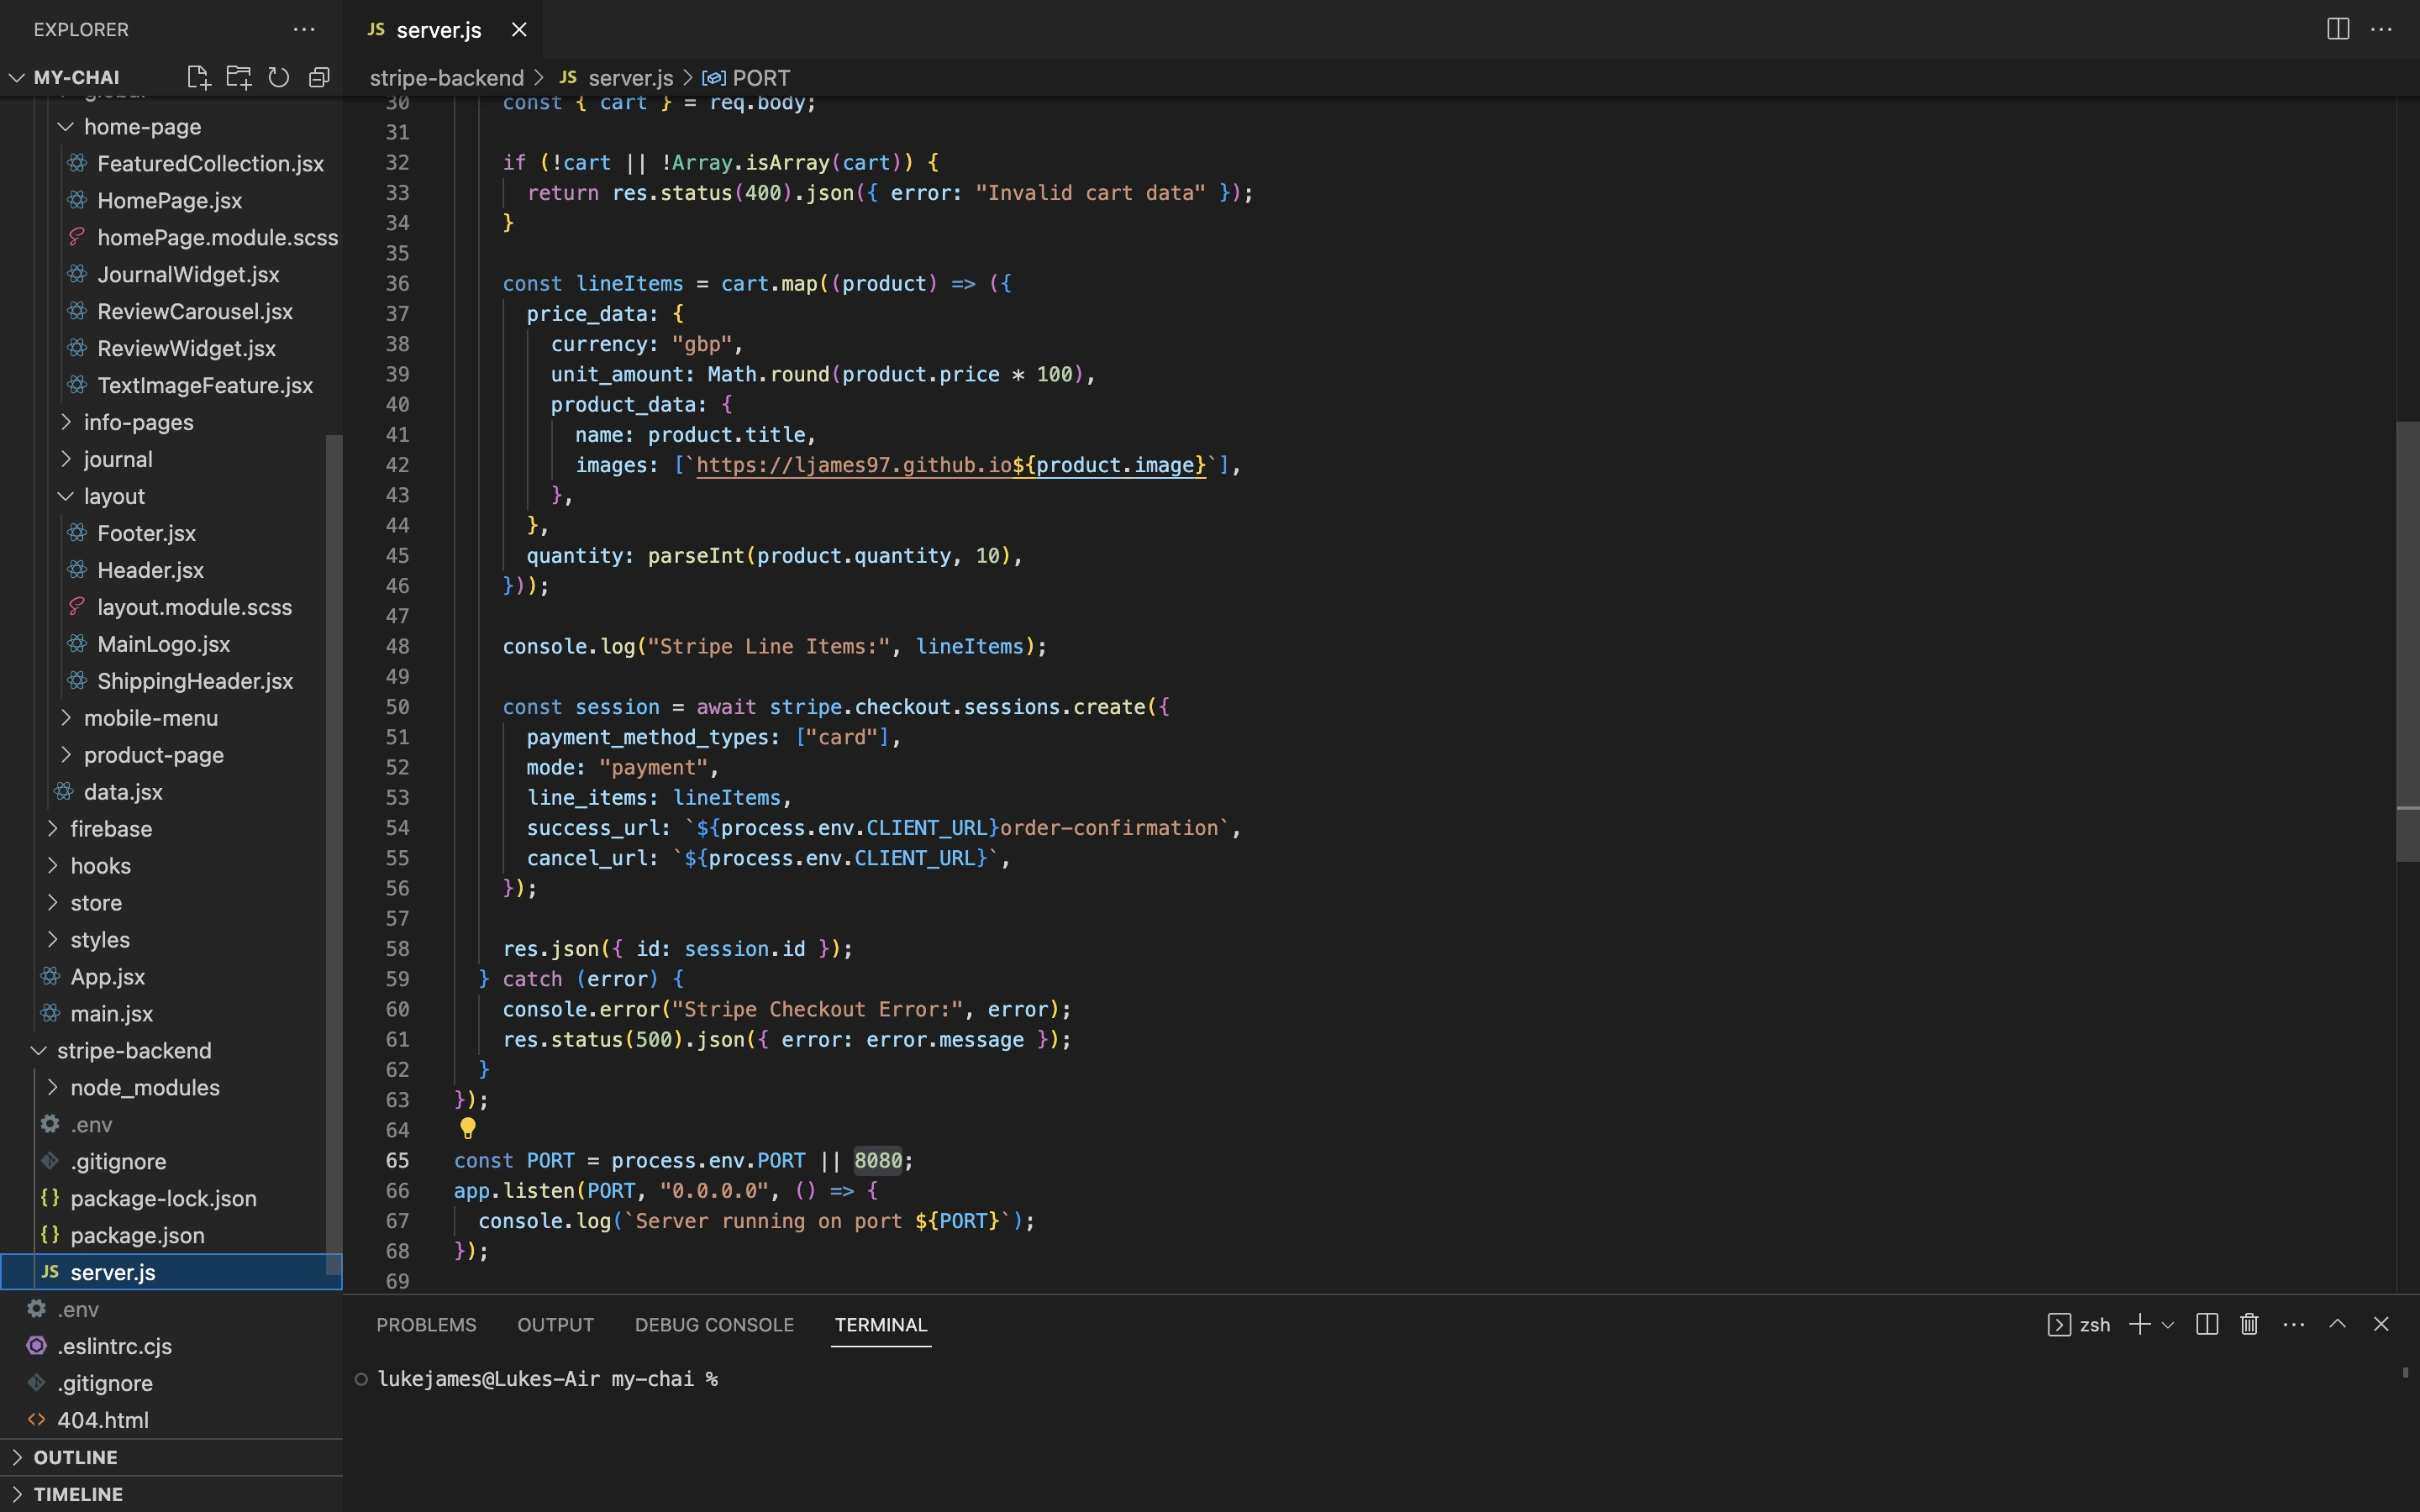 EXPLORER
MY-CHAI
global
home-page
FeaturedCollection.jsx
HomePage.jsx
homePage.module.scss
JournalWidget.jsx
ReviewCarousel.jsx
ReviewWidget.jsx
TextImageFeature.jsx
info-pages
journal
layout
Footer.jsx
Header.jsx
layout.module.scss
MainLogo.jsx
ShippingHeader.jsx
mobile-menu
product-page
data.jsx
firebase
hooks
store
styles
App.jsx
main.jsx
stripe-backend
node_modules
.env
.gitignore
{} package-lock.json
{} package.json
JS server.js
.env
.eslintrc.cjs
.gitignore
<> 404.html
OUTLINE
TIMELINE
JS server.js
stripe-backend > JS server.js > PORT
30 const { cart } = req.body;
31
32 if (!cart || !Array.isArray(cart)) {
33 return res.status(400).json({ error: "Invalid cart data" });
34 }
35
36 const lineItems = cart.map((product) => ({
37 price_data: {
38 currency: "gbp",
39 unit_amount: Math.round(product.price * 100),
40 product_data: {
41 name: product.title,
42 images: [`https://ljames97.github.io${product.image}`],
43 },
44 },
45 quantity: parseInt(product.quantity, 10),
46 }));
47
48 console.log("Stripe Line Items:", lineItems);
49
50 const session = await stripe.checkout.sessions.create({
51 payment_method_types: ["card"],
52 mode: "payment",
53 line_items: lineItems,
54 success_url: `${process.env.CLIENT_URL}order-confirmation`,
55 cancel_url: `${process.env.CLIENT_URL}`,
56 });
57
58 res.json({ id: session.id });
59 } catch (error) {
60 console.error("Stripe Checkout Error:", error);
61 res.status(500).json({ error: error.message });
62 }
63 });
64
65 const PORT = process.env.PORT || 8080;
66 app.listen(PORT, "0.0.0.0", () => {
67 console.log(`Server running on port ${PORT}`);
68 });
69
PROBLEMS OUTPUT DEBUG CONSOLE TERMINAL zsh
lukejames@Lukes-Air my-chai %